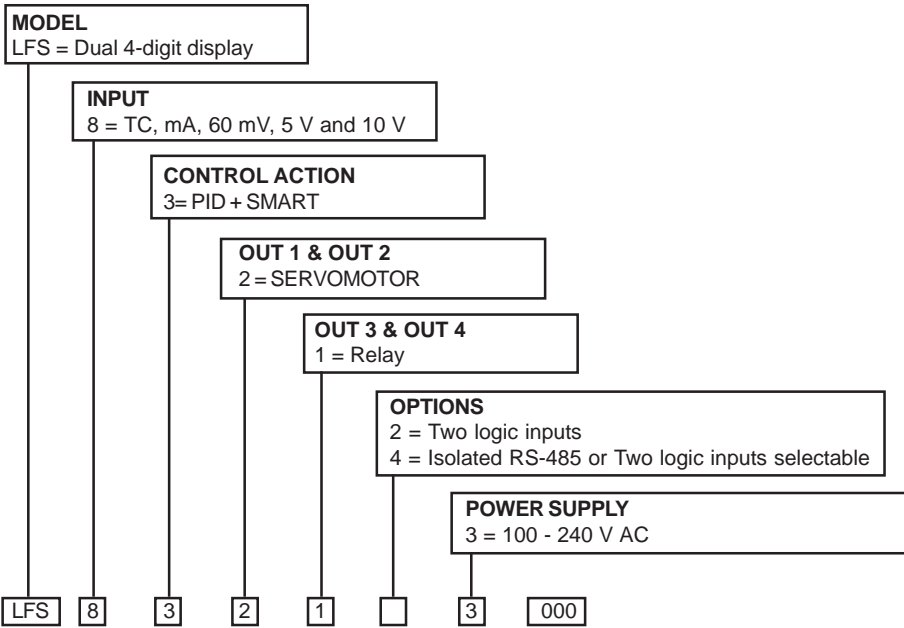 MODEL
LFS = Dual 4-digit display
INPUT
8 = TC, mA, 60 mV, 5 V and 10 V
CONTROL ACTION
3= PID + SMART
OUT 1 & OUT 2
2 = SERVOMOTOR
OUT 3 & OUT 4
1 = Relay
OPTIONS
2 = Two logic inputs
4 = Isolated RS-485 or Two logic inputs selectable
POWER SUPPLY
3 = 100 - 240 V AC
LFS 8 3 2 1 3 000